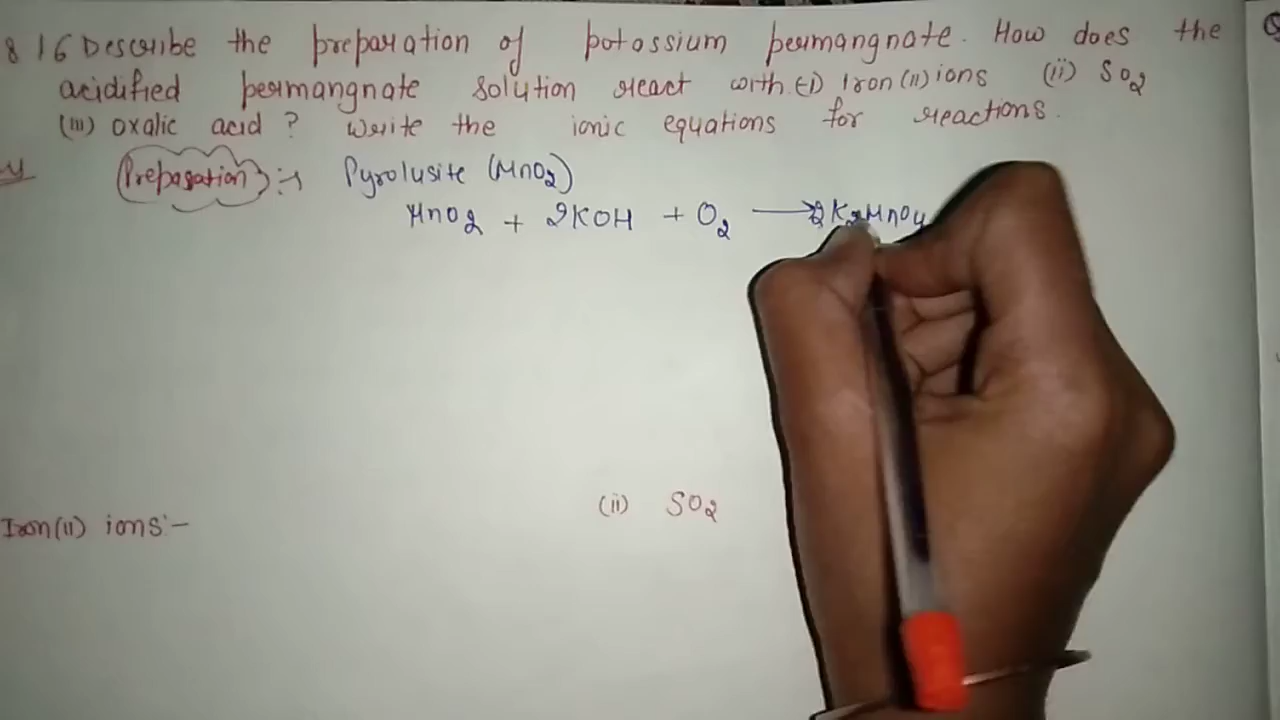 8 16 Describe the preparation of potossium permangnate. How does the
acidified permangnate solution react with (i) Iron(II) ions (ii) SO2
(iii) oxalic acid ? Write the ionic equations for reactions.
Preparation :→ Pyrolusite (MnO2)
MnO2 + 2KOH + O2 → 2K2MnO4
Iron(II) ions :-
(ii) SO2